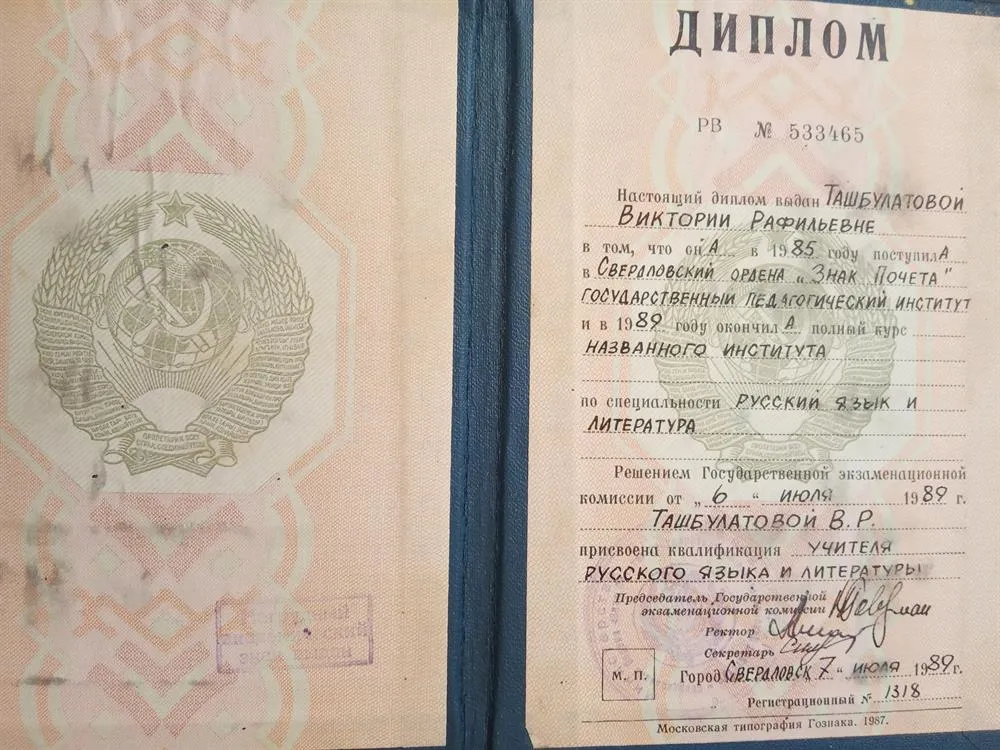 ДИПЛОМ
РВ № 533465
Настоящий диплом выдан ТАШБУЛАТОВОЙ
ВИКТОРИИ РАФИЛЬЕВНЕ
в том, что он А в 1985 году поступил А
в СВЕРДЛОВСКИЙ ОРДЕНА „ЗНАК ПОЧЕТА"
ГОСУДАРСТВЕННЫЙ ПЕДАГОГИЧЕСКИЙ ИНСТИТУТ
и в 1989 году окончил А полный курс
НАЗВАННОГО ИНСТИТУТА
по специальности РУССКИЙ ЯЗЫК И
ЛИТЕРАТУРА
Решением Государственной экзаменационной
комиссии от „ 6 " ИЮЛЯ 1989 г.
ТАШБУЛАТОВОЙ В.Р.
присвоена квалификация УЧИТЕЛЯ
РУССКОГО ЯЗЫКА И ЛИТЕРАТУРЫ
Председатель Государственной
экзаменационной комиссии
Ректор
Секретарь
М. П.
Город СВЕРДЛОВСК 7 " ИЮЛЯ 1989 г.
Регистрационный № 1318
Московская типография Гознака. 1987.